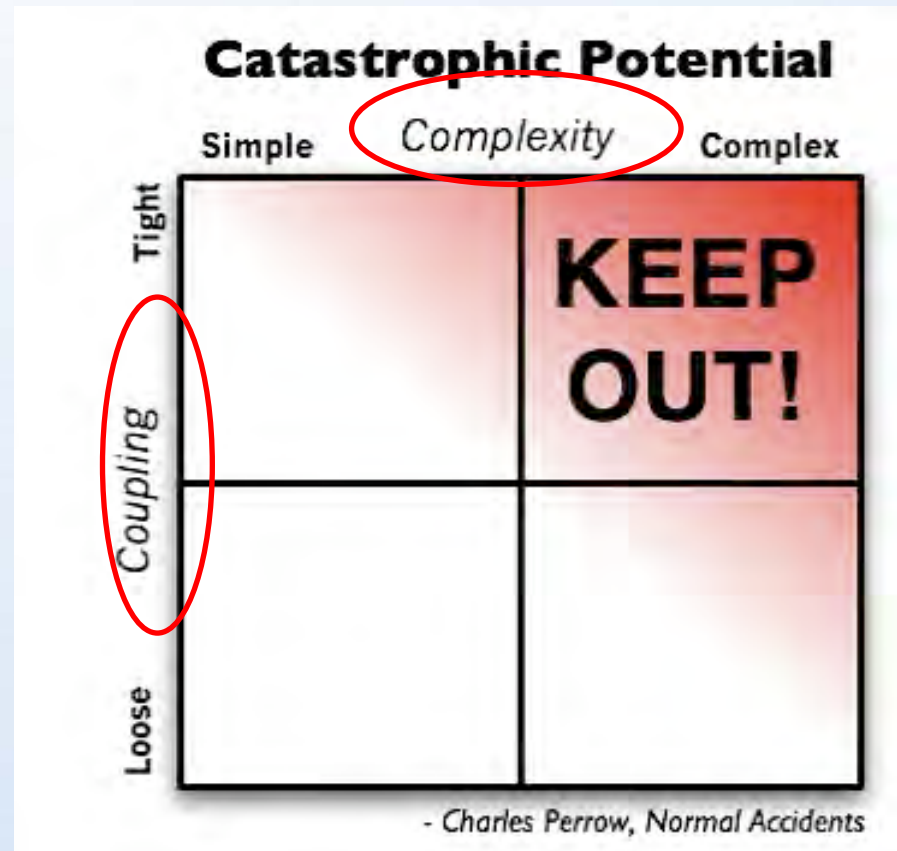 Catastrophic Potential
Simple Complexity Complex
Tight
KEEP
OUT!
Coupling
Loose
- Charles Perrow, Normal Accidents